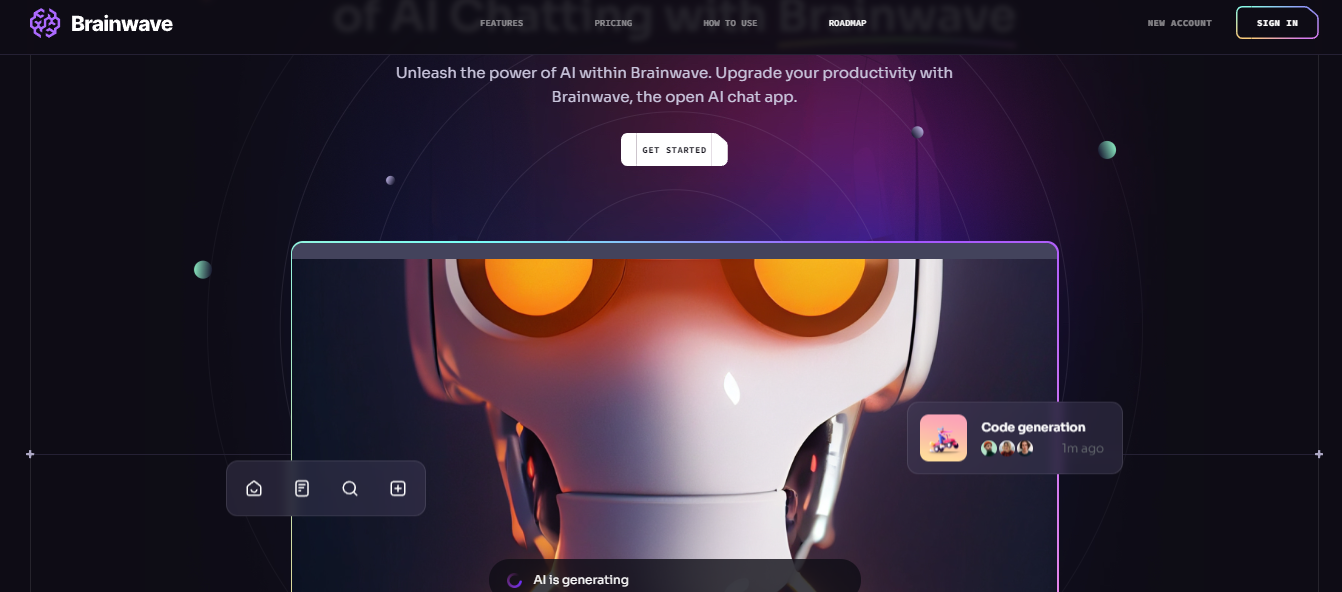 Brainwave
FEATURES
PRICING
HOW TO USE
ROADMAP
NEW ACCOUNT
SIGN IN
of AI Chatting with Brainwave
Unleash the power of AI within Brainwave. Upgrade your productivity with
Brainwave, the open AI chat app.
GET STARTED
Code generation
1m ago
AI is generating